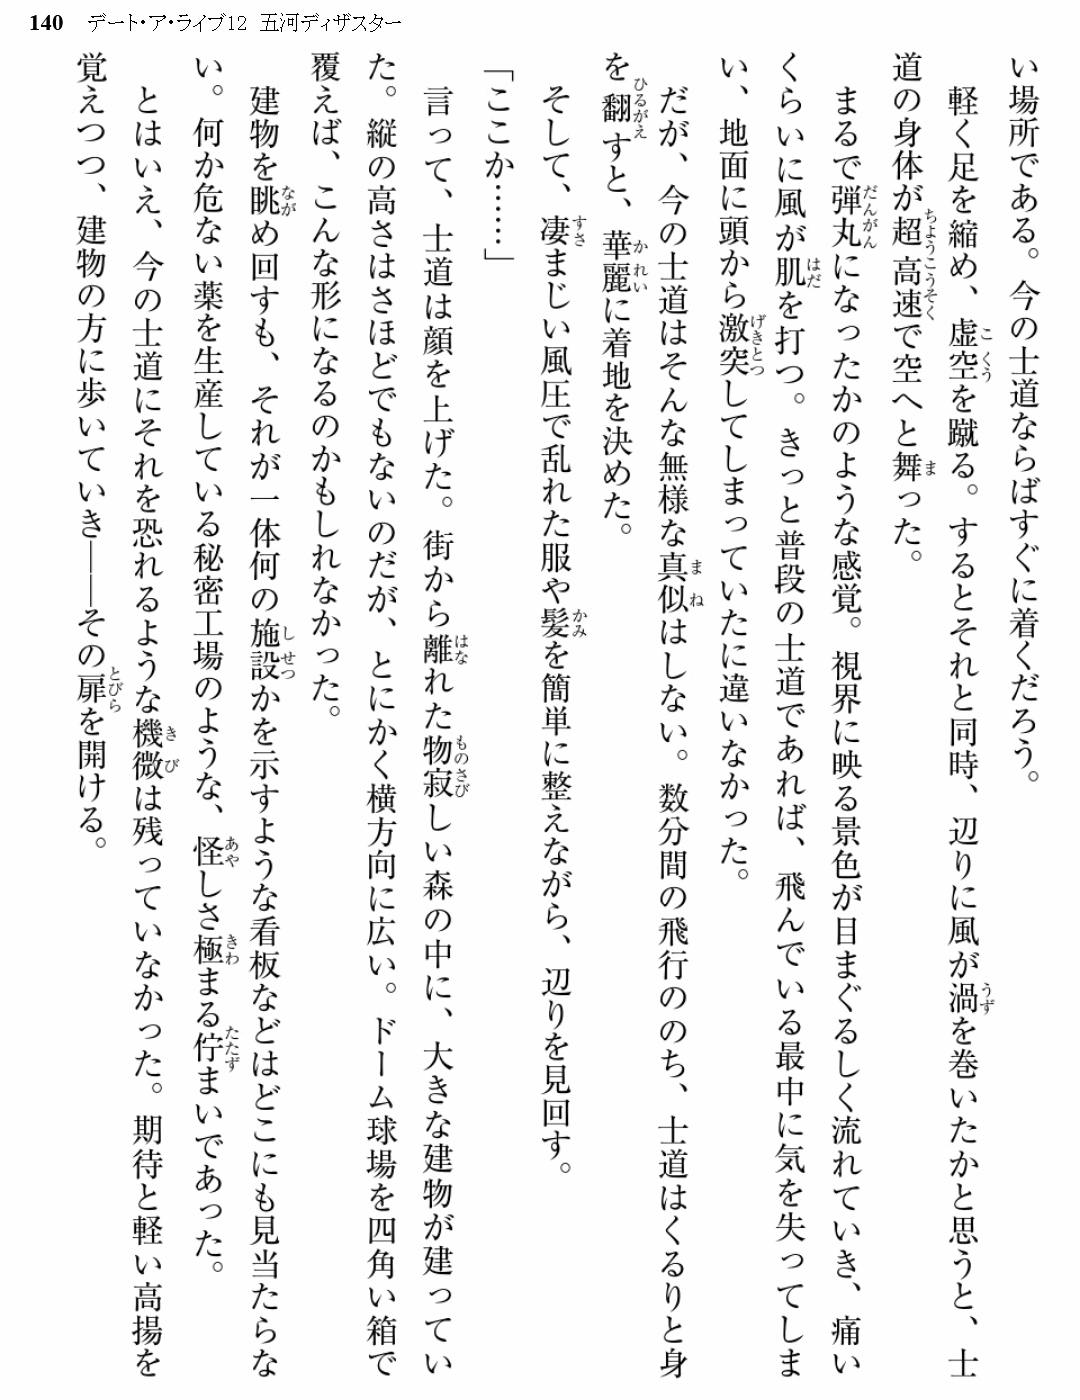 140 デート・ア・ライブ12 五河ディザスター
い場所である。今の士道ならばすぐに着くだろう。
軽く足を縮め、虚空を蹴る。するとそれと同時、辺りに風が渦を巻いたかと思うと、士
道の身体が超高速で空へと舞った。
まるで弾丸になったかのような感覚。視界に映る景色が目まぐるしく流れていき、痛い
くらいに風が肌を打つ。きっと普段の士道であれば、飛んでいる最中に気を失ってしま
い、地面に頭から激突してしまっていたに違いなかった。
だが、今の士道はそんな無様な真似はしない。数分間の飛行ののち、士道はくるりと身
を翻すと、華麗に着地を決めた。
そして、凄まじい風圧で乱れた服や髪を簡単に整えながら、辺りを見回す。
「ここか……」
言って、士道は顔を上げた。街から離れた物寂しい森の中に、大きな建物が建ってい
た。縦の高さはさほどでもないのだが、とにかく横方向に広い。ドーム球場を四角い箱で
覆えば、こんな形になるのかもしれなかった。
建物を眺め回すも、それが一体何の施設かを示すような看板などはどこにも見当たらな
い。何か危ない薬を生産している秘密工場のような、怪しさ極まる佇まいであった。
とはいえ、今の士道にそれを恐れるような機微は残っていなかった。期待と軽い高揚を
覚えつつ、建物の方に歩いていき――その扉を開ける。